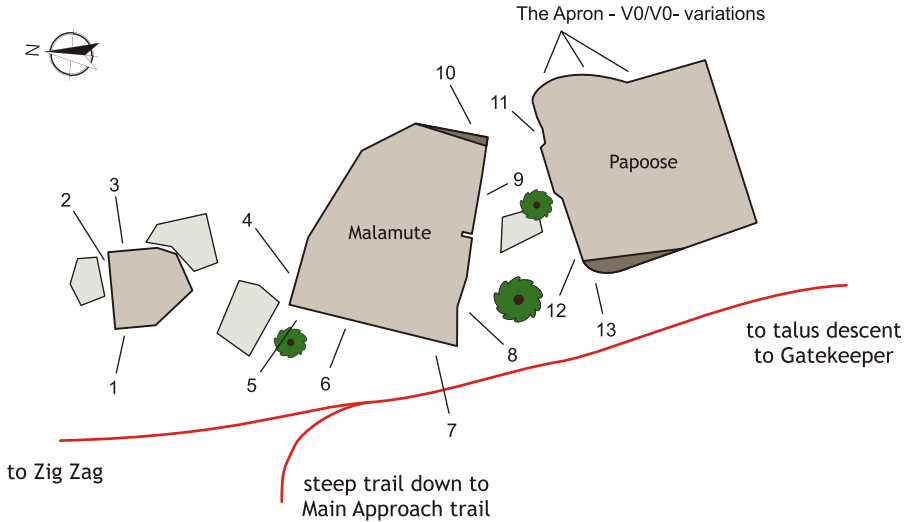 The Apron - V0/V0- variations
N
10
11
3
2
Papoose
9
4
Malamute
12
13
to talus descent
to Gatekeeper
8
1
5
6
7
to Zig Zag
steep trail down to
Main Approach trail